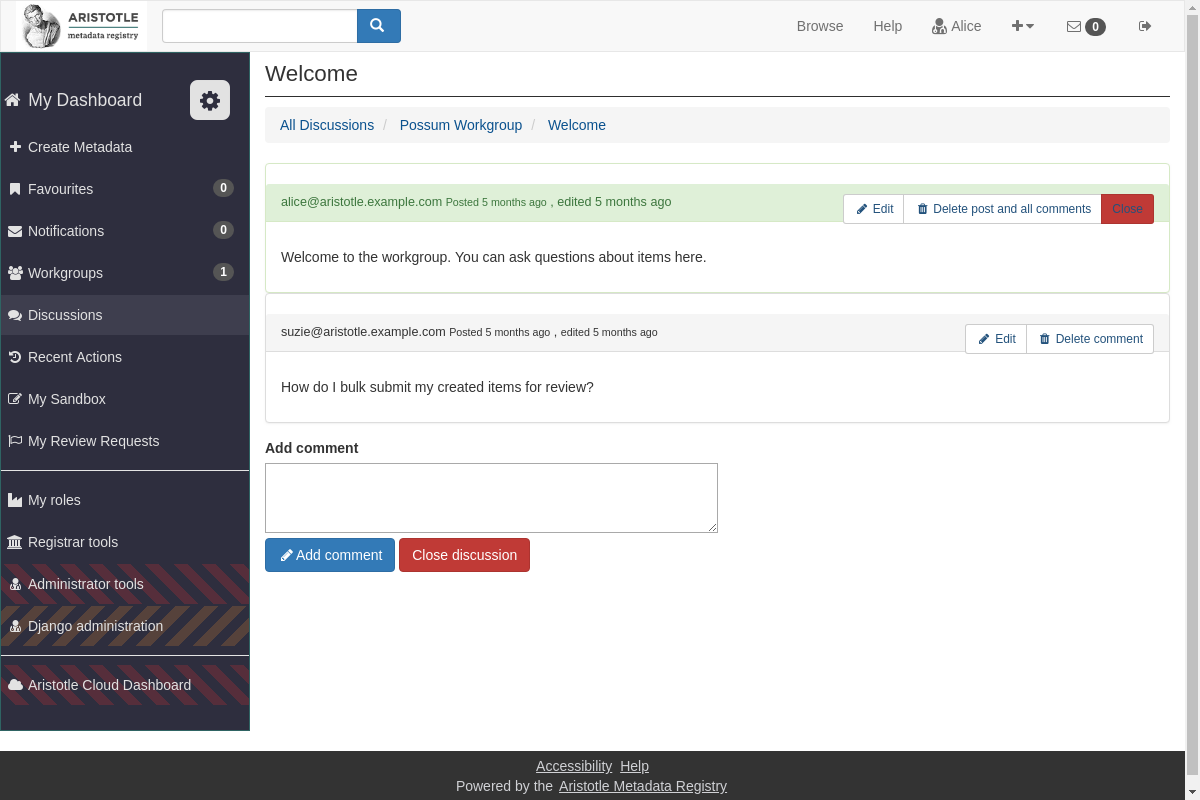 ARISTOTLE
metadata registry
Browse
Help
Alice
0
My Dashboard
Create Metadata
Favourites 0
Notifications 0
Workgroups 1
Discussions
Recent Actions
My Sandbox
My Review Requests
My roles
Registrar tools
Administrator tools
Django administration
Aristotle Cloud Dashboard
Welcome
All Discussions / Possum Workgroup / Welcome
alice@aristotle.example.com Posted 5 months ago , edited 5 months ago
Edit
Delete post and all comments
Close
Welcome to the workgroup. You can ask questions about items here.
suzie@aristotle.example.com Posted 5 months ago , edited 5 months ago
Edit
Delete comment
How do I bulk submit my created items for review?
Add comment
Add comment
Close discussion
Accessibility Help
Powered by the Aristotle Metadata Registry